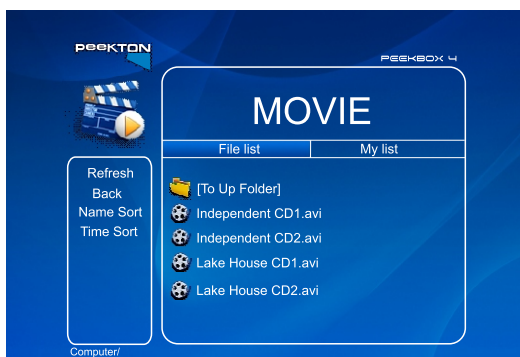 PEEKTON
PEEKBOX 4
MOVIE
File list
My list
Refresh
Back
Name Sort
Time Sort
[To Up Folder]
Independent CD1.avi
Independent CD2.avi
Lake House CD1.avi
Lake House CD2.avi
Computer/